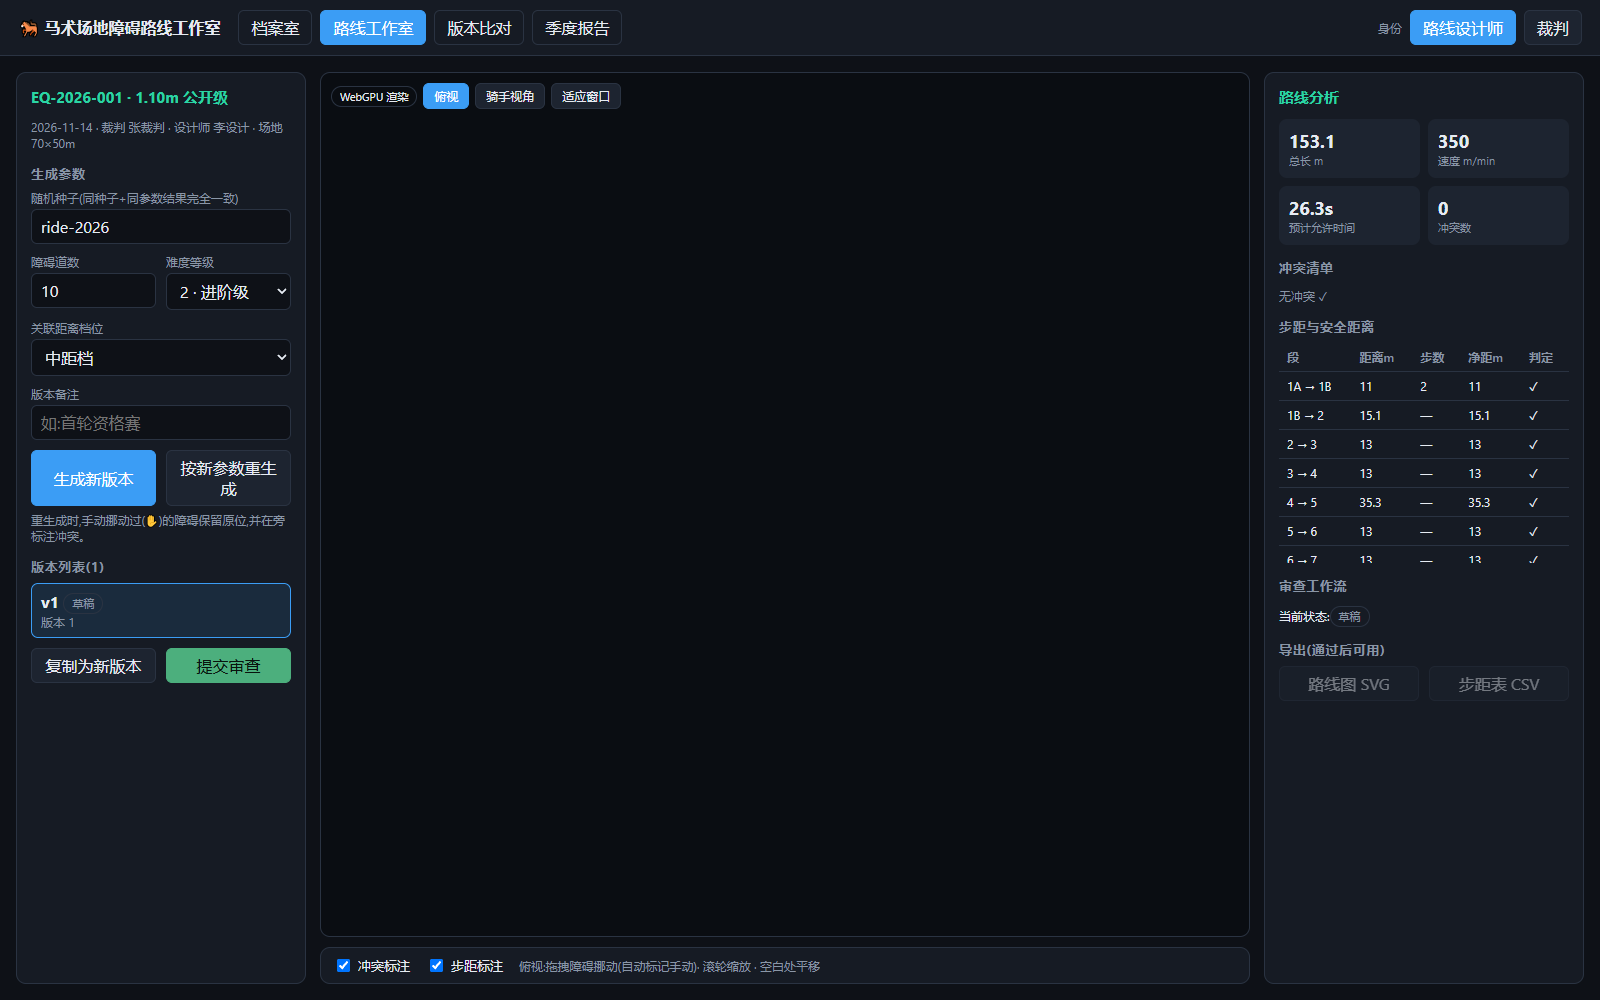 马术场地障碍路线工作室
档案室
路线工作室
版本比对
季度报告
身份
路线设计师
裁判
EQ-2026-001 · 1.10m 公开级
2026-11-14 · 裁判 张裁判 · 设计师 李设计 · 场地
70×50m
生成参数
随机种子(同种子+同参数结果完全一致)
ride-2026
障碍道数
难度等级
10
2 · 进阶级
关联距离档位
中距档
版本备注
如:首轮资格赛
生成新版本
按新参数重生
成
重生成时,手动挪动过(✋)的障碍保留原位,并在旁
标注冲突。
版本列表(1)
v1 草稿
版本 1
复制为新版本
提交审查
WebGPU 渲染
俯视
骑手视角
适应窗口
冲突标注
步距标注
俯视:拖拽障碍挪动(自动标记手动)· 滚轮缩放 · 空白处平移
路线分析
153.1
总长 m
350
速度 m/min
26.3s
预计允许时间
0
冲突数
冲突清单
无冲突 ✓
步距与安全距离
段 距离m 步数 净距m 判定
1A → 1B 11 2 11 ✓
1B → 2 15.1 — 15.1 ✓
2 → 3 13 — 13 ✓
3 → 4 13 — 13 ✓
4 → 5 35.3 — 35.3 ✓
5 → 6 13 — 13 ✓
6 → 7 13 — 13 ✓
审查工作流
当前状态: 草稿
导出(通过后可用)
路线图 SVG
步距表 CSV